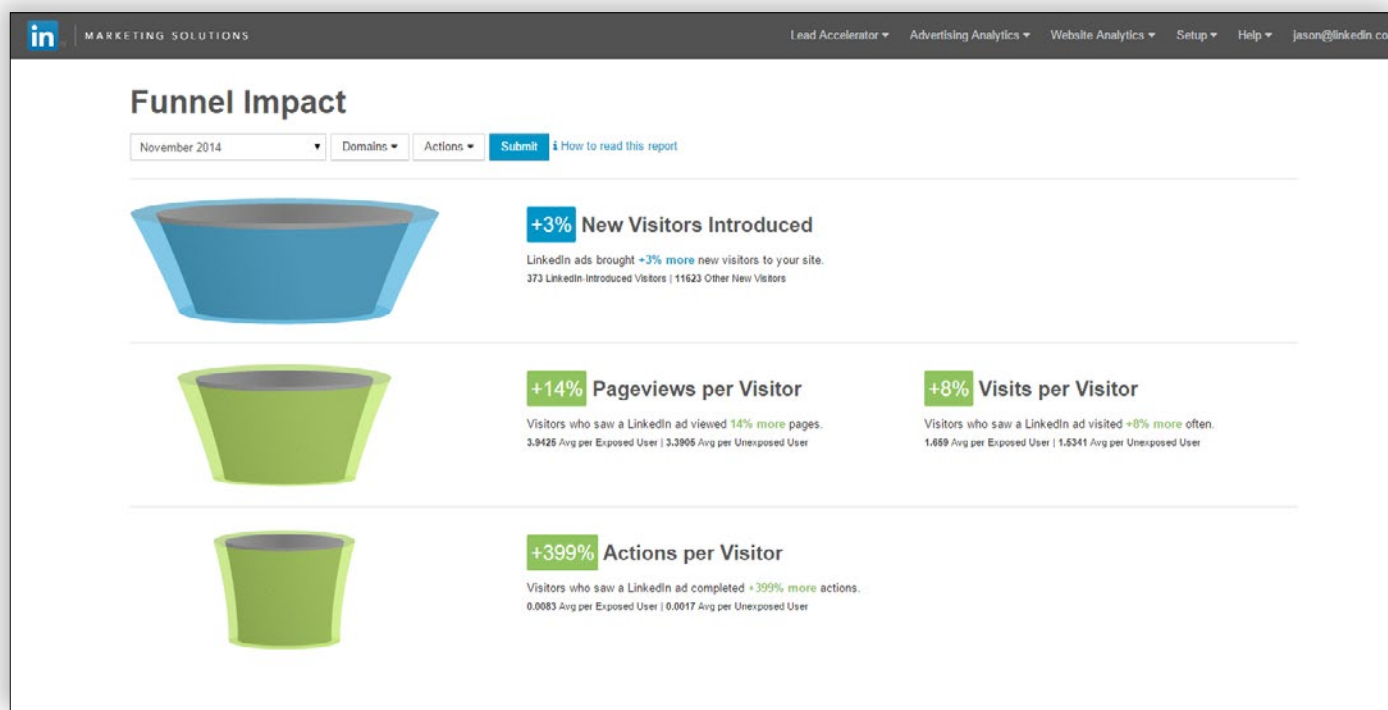 in MARKETING SOLUTIONS Lead Accelerator Advertising Analytics Website Analytics Setup Help jason@linkedin.co
Funnel Impact
November 2014 Domains Actions Submit i How to read this report
+3% New Visitors Introduced
LinkedIn ads brought +3% more new visitors to your site.
373 LinkedIn-Introduced Visitors | 11623 Other New Visitors
+14% Pageviews per Visitor
Visitors who saw a LinkedIn ad viewed 14% more pages.
3.9425 Avg per Exposed User | 3.3905 Avg per Unexposed User
+8% Visits per Visitor
Visitors who saw a LinkedIn ad visited +8% more often.
1.659 Avg per Exposed User | 1.5341 Avg per Unexposed User
+399% Actions per Visitor
Visitors who saw a LinkedIn ad completed +399% more actions.
0.0083 Avg per Exposed User | 0.0017 Avg per Unexposed User